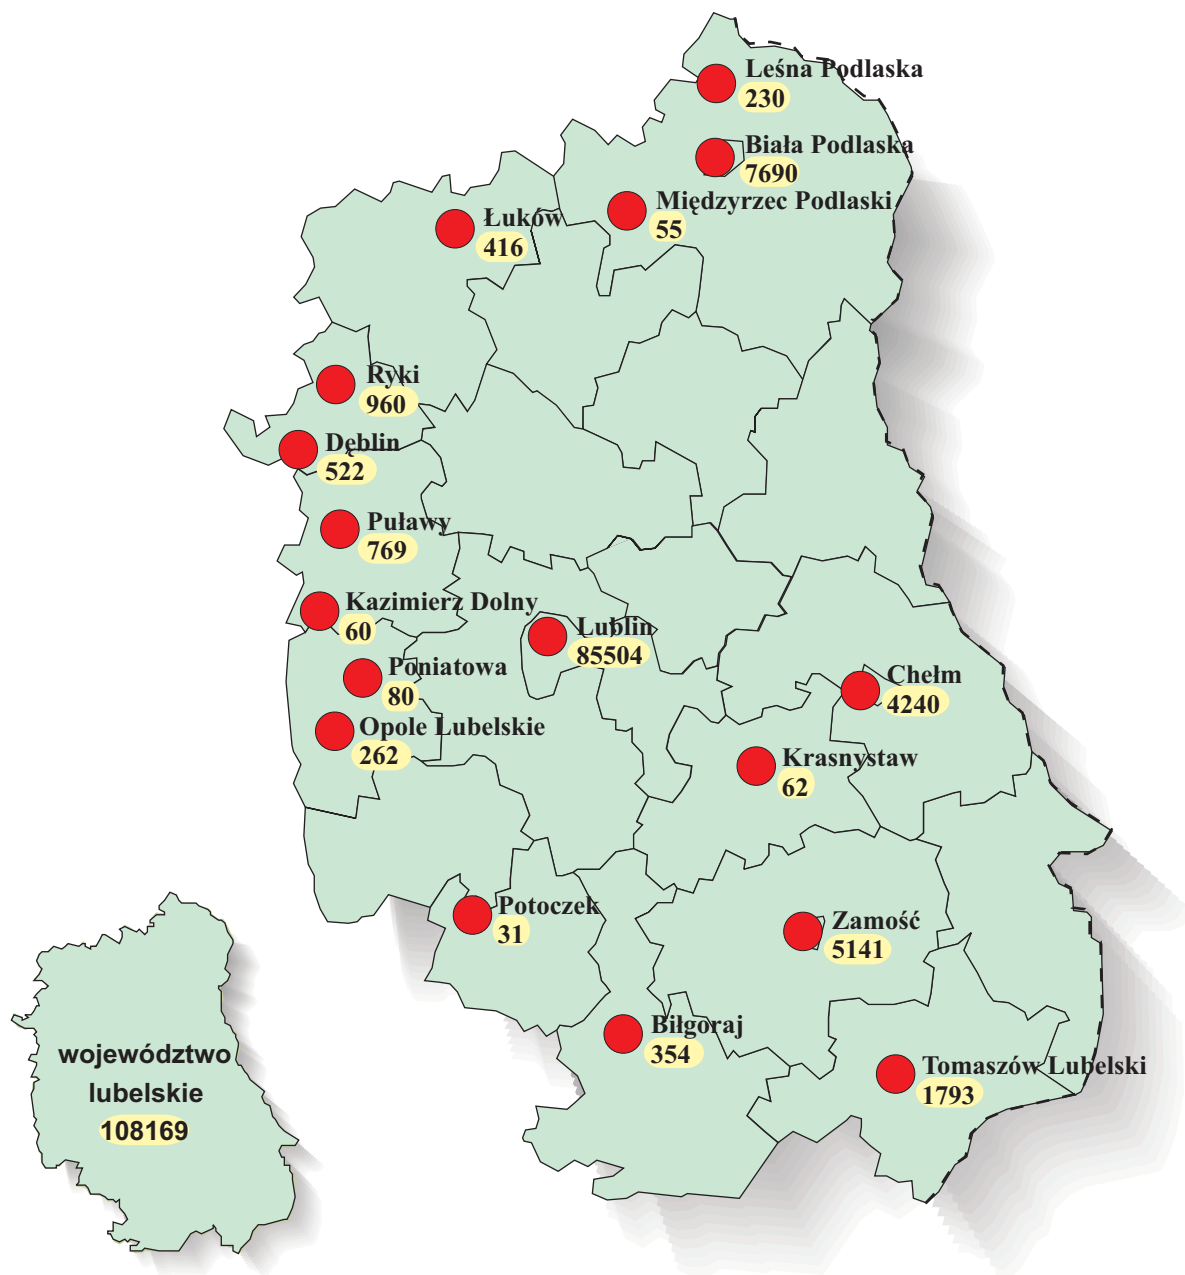 Leśna Podlaska
230
Biała Podlaska
7690
Międzyrzec Podlaski
55
Łuków
416
Ryki
960
Dęblin
522
Puławy
769
Kazimierz Dolny
60
Lublin
85504
Poniatowa
80
Chełm
4240
Opole Lubelskie
262
Krasnystaw
62
Potoczek
31
Zamość
5141
Biłgoraj
354
Tomaszów Lubelski
1793
województwo
lubelskie
108169